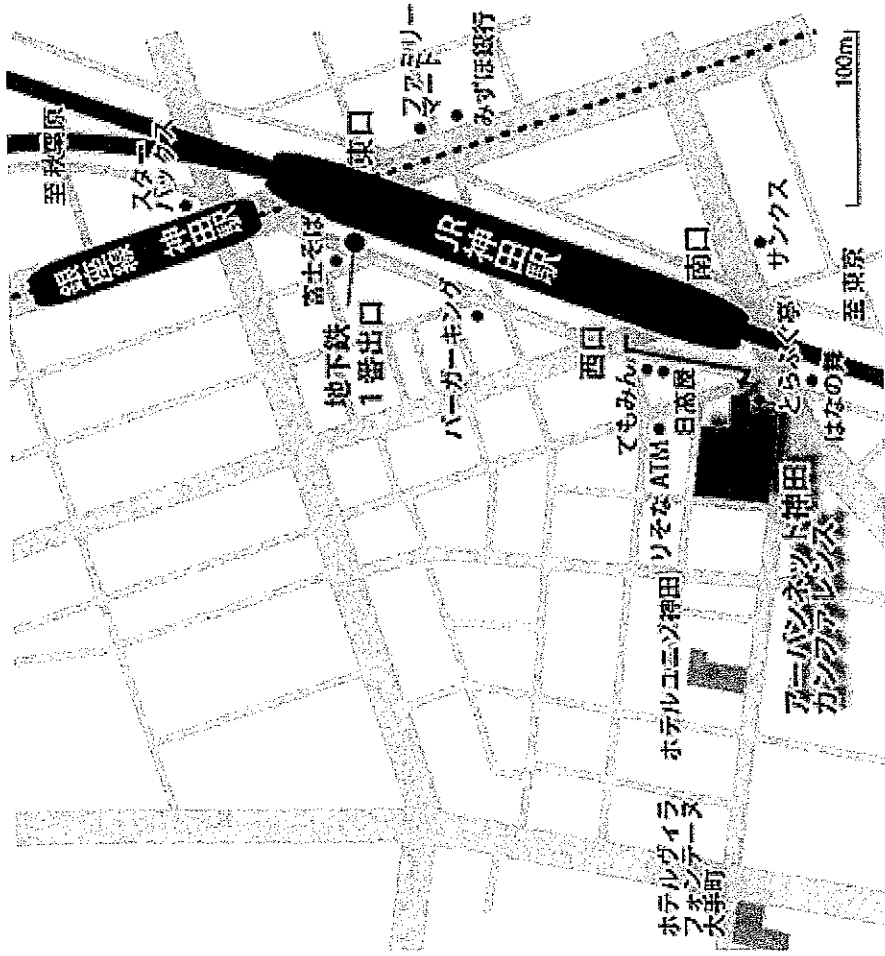 至秋葉原
スター
バックス
銀座線 神田駅
東口
ファミリー
マート
みずほ銀行
富士そば
地下鉄
1番出口
JR
神田駅
バーガーキング
南口
サンクス
西口
てもみん
日高屋
りそなATM
とらふぐ亭
はなの舞
至東京
100m
アーバンネット神田
カンファレンス
ホテルユニゾ神田
ホテルヴィラ
フォンテーヌ
大手町